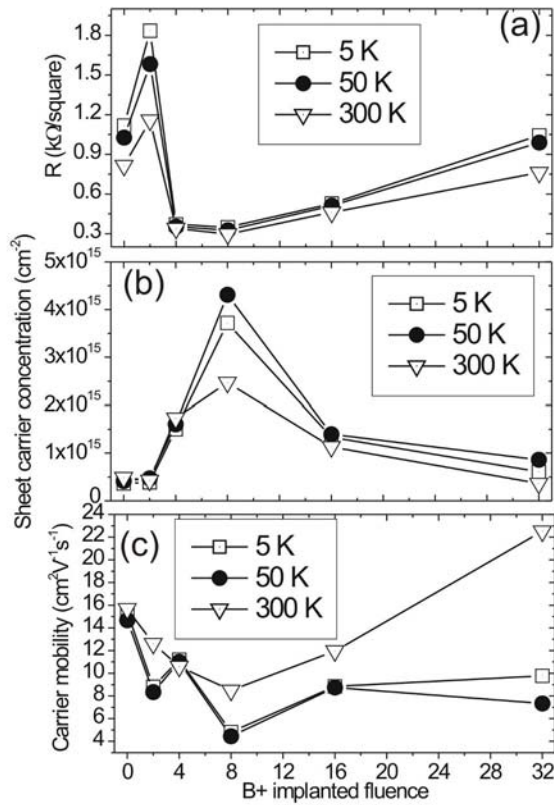 (a)
R (kΩ/square)
1.8
1.5
1.2
0.9
0.6
0.3
5 K
50 K
300 K
(b)
Sheet carrier concentration (cm⁻²)
5x10¹⁵
4x10¹⁵
3x10¹⁵
2x10¹⁵
1x10¹⁵
0
5 K
50 K
300 K
(c)
Carrier mobility (cm²V⁻¹s⁻¹)
24
22
20
18
16
14
12
10
8
6
4
5 K
50 K
300 K
0 4 8 12 16 20 24 28 32
B+ implanted fluence